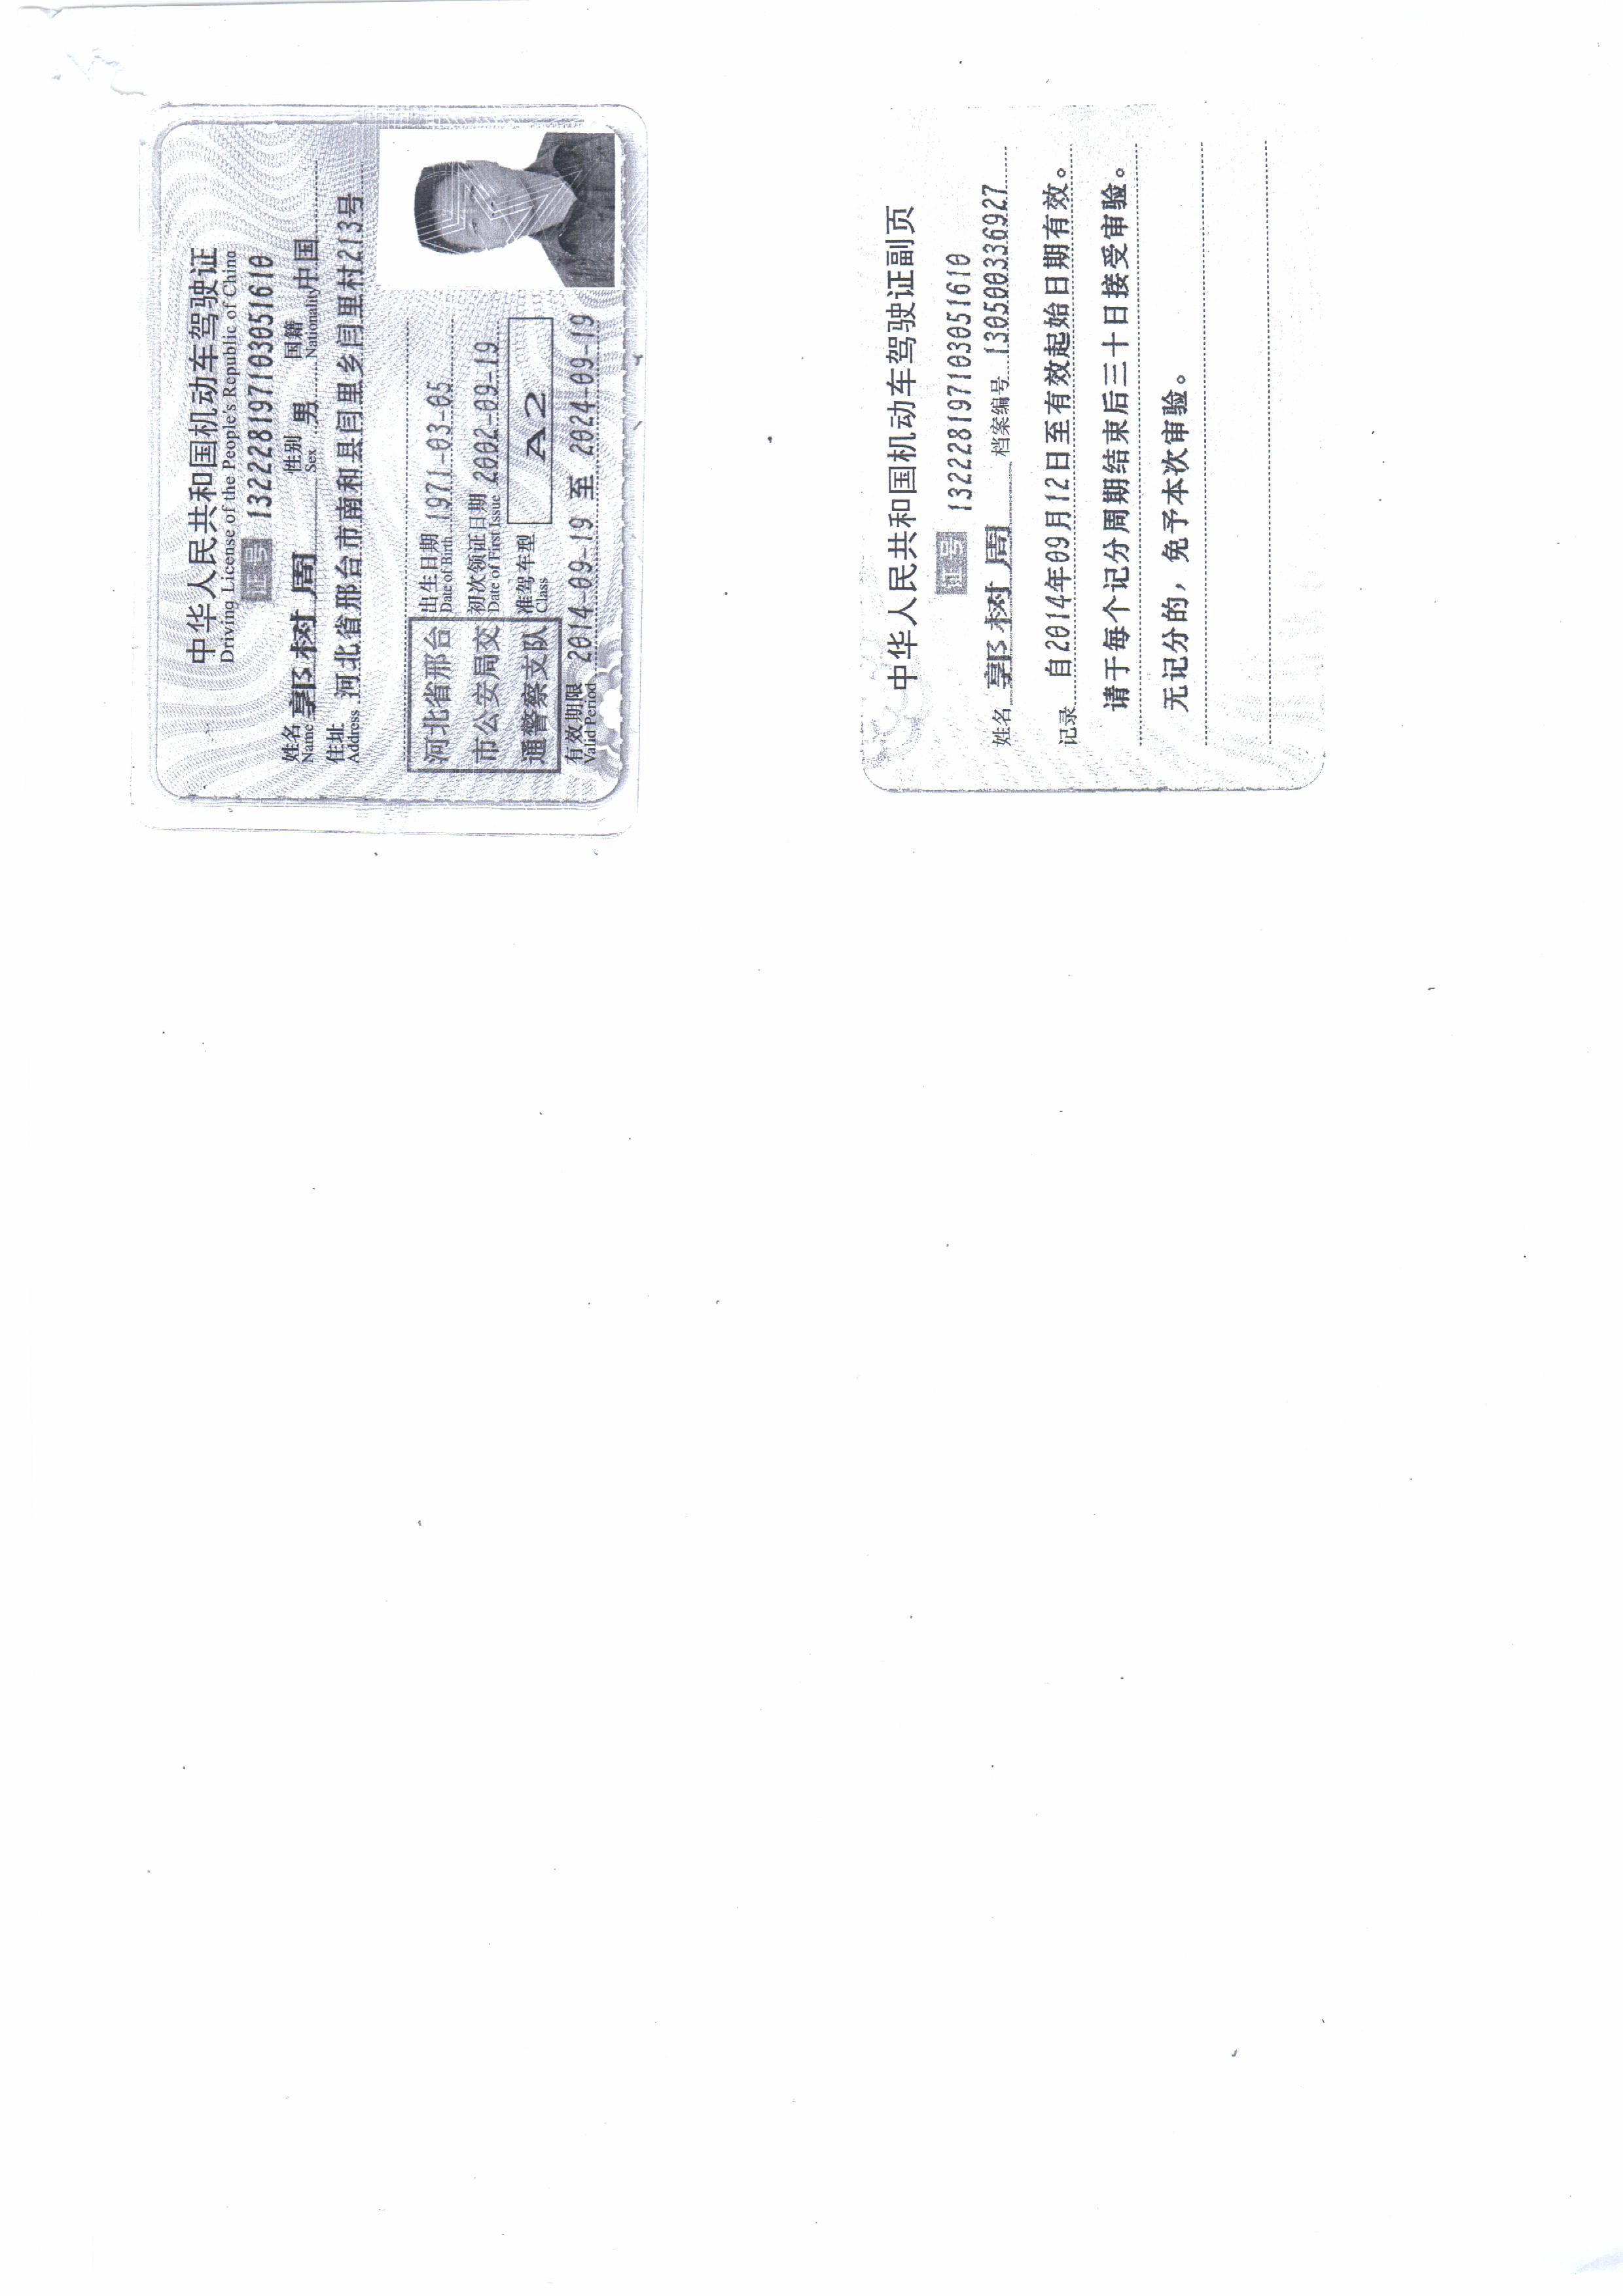 中华人民共和国机动车驾驶证
Driving License of the People's Republic of China
证号 132228197103051610
姓名 郭树周 性别 男 国籍 中国
Name Sex Nationality
住址 河北省邢台市南和县闫里乡闫里村213号
Address
河北省邢台
市公安局交
通警察支队
出生日期 1971-03-05
Date of Birth
初次领证日期 2002-09-19
Date of First Issue
准驾车型 A2
Class
有效期限 2014-09-19 至 2024-09-19
Valid Period
中华人民共和国机动车驾驶证副页
证号 132228197103051610
姓名 郭树周 档案编号 130500336927
记录 自2014年09月12日至有效起始日期有效。
请于每个记分周期结束后三十日接受审验。
无记分的，免予本次审验。